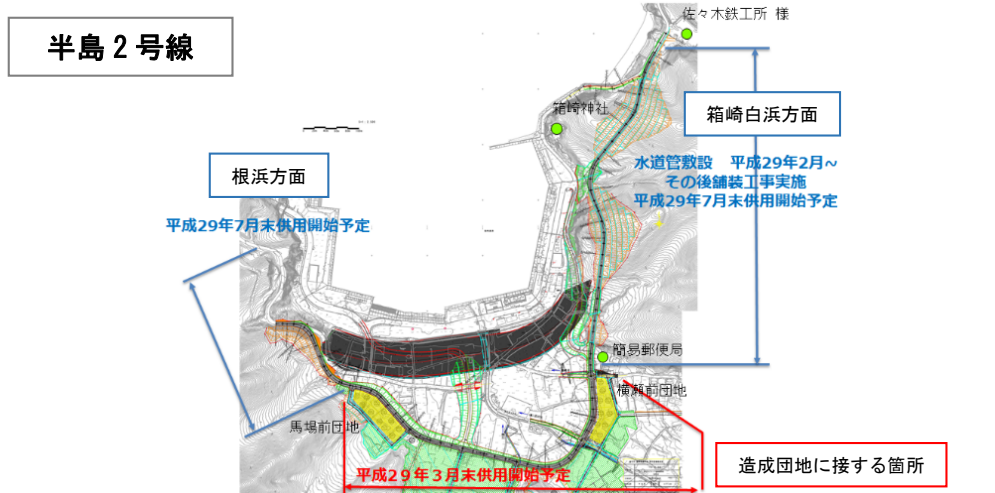 半島２号線
佐々木鉄工所 様
箱崎神社
箱崎白浜方面
水道管敷設　平成29年2月~
その後舗装工事実施
平成29年7月末供用開始予定
根浜方面
平成29年7月末供用開始予定
簡易郵便局
横瀬前団地
馬場前団地
平成２９年３月末供用開始予定
造成団地に接する箇所